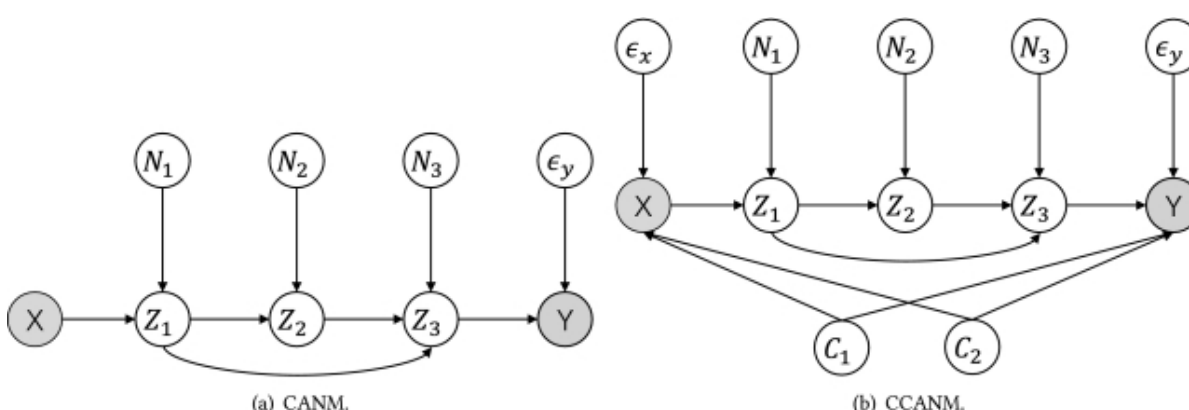 ϵx N1 N2 N3 ϵy
N1 N2 N3 ϵy
X Z1 Z2 Z3 Y
X Z1 Z2 Z3 Y
C1 C2
(a) CANM.
(b) CCANM.